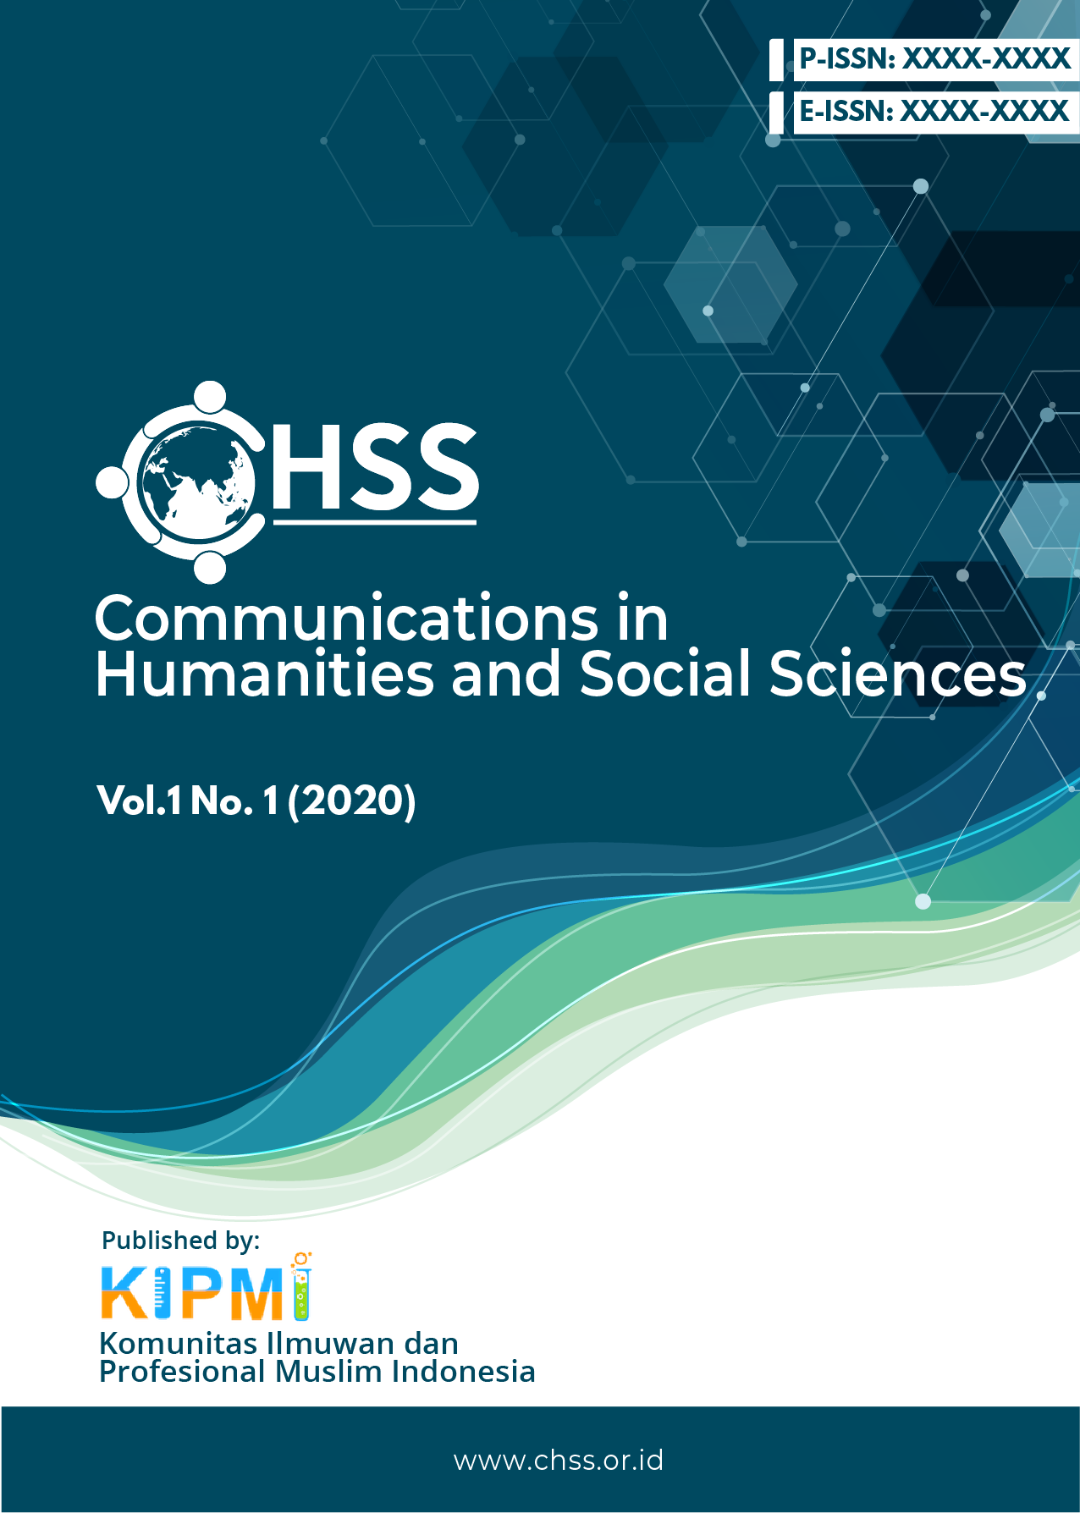 P-ISSN: XXXX-XXXX
E-ISSN: XXXX-XXXX
CHSS
Communications in
Humanities and Social Sciences
Vol.1 No. 1 (2020)
Published by:
KIPMI
Komunitas Ilmuwan dan
Profesional Muslim Indonesia
www.chss.or.id